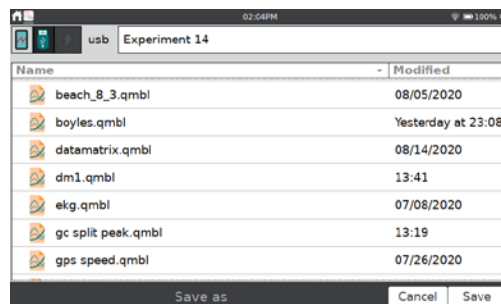 02:04PM 100%
usb Experiment 14
Name Modified
beach_8_3.qmbl 08/05/2020
boyles.qmbl Yesterday at 23:08
datamatrix.qmbl 08/14/2020
dm1.qmbl 13:41
ekg.qmbl 07/08/2020
gc split peak.qmbl 13:19
gps speed.qmbl 07/26/2020
Save as Cancel Save